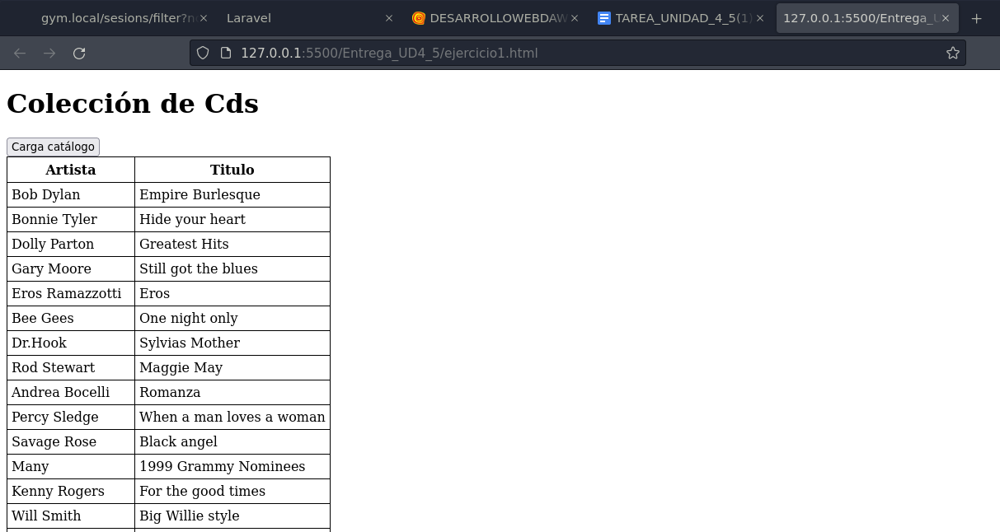 gym.local/sesions/filter?n
Laravel
DESARROLLOWEBDAW
TAREA_UNIDAD_4_5(1)
127.0.0.1:5500/Entrega_U
127.0.0.1:5500/Entrega_UD4_5/ejercicio1.html
Colección de Cds
Carga catálogo
Artista Titulo
Bob Dylan Empire Burlesque
Bonnie Tyler Hide your heart
Dolly Parton Greatest Hits
Gary Moore Still got the blues
Eros Ramazzotti Eros
Bee Gees One night only
Dr.Hook Sylvias Mother
Rod Stewart Maggie May
Andrea Bocelli Romanza
Percy Sledge When a man loves a woman
Savage Rose Black angel
Many 1999 Grammy Nominees
Kenny Rogers For the good times
Will Smith Big Willie style